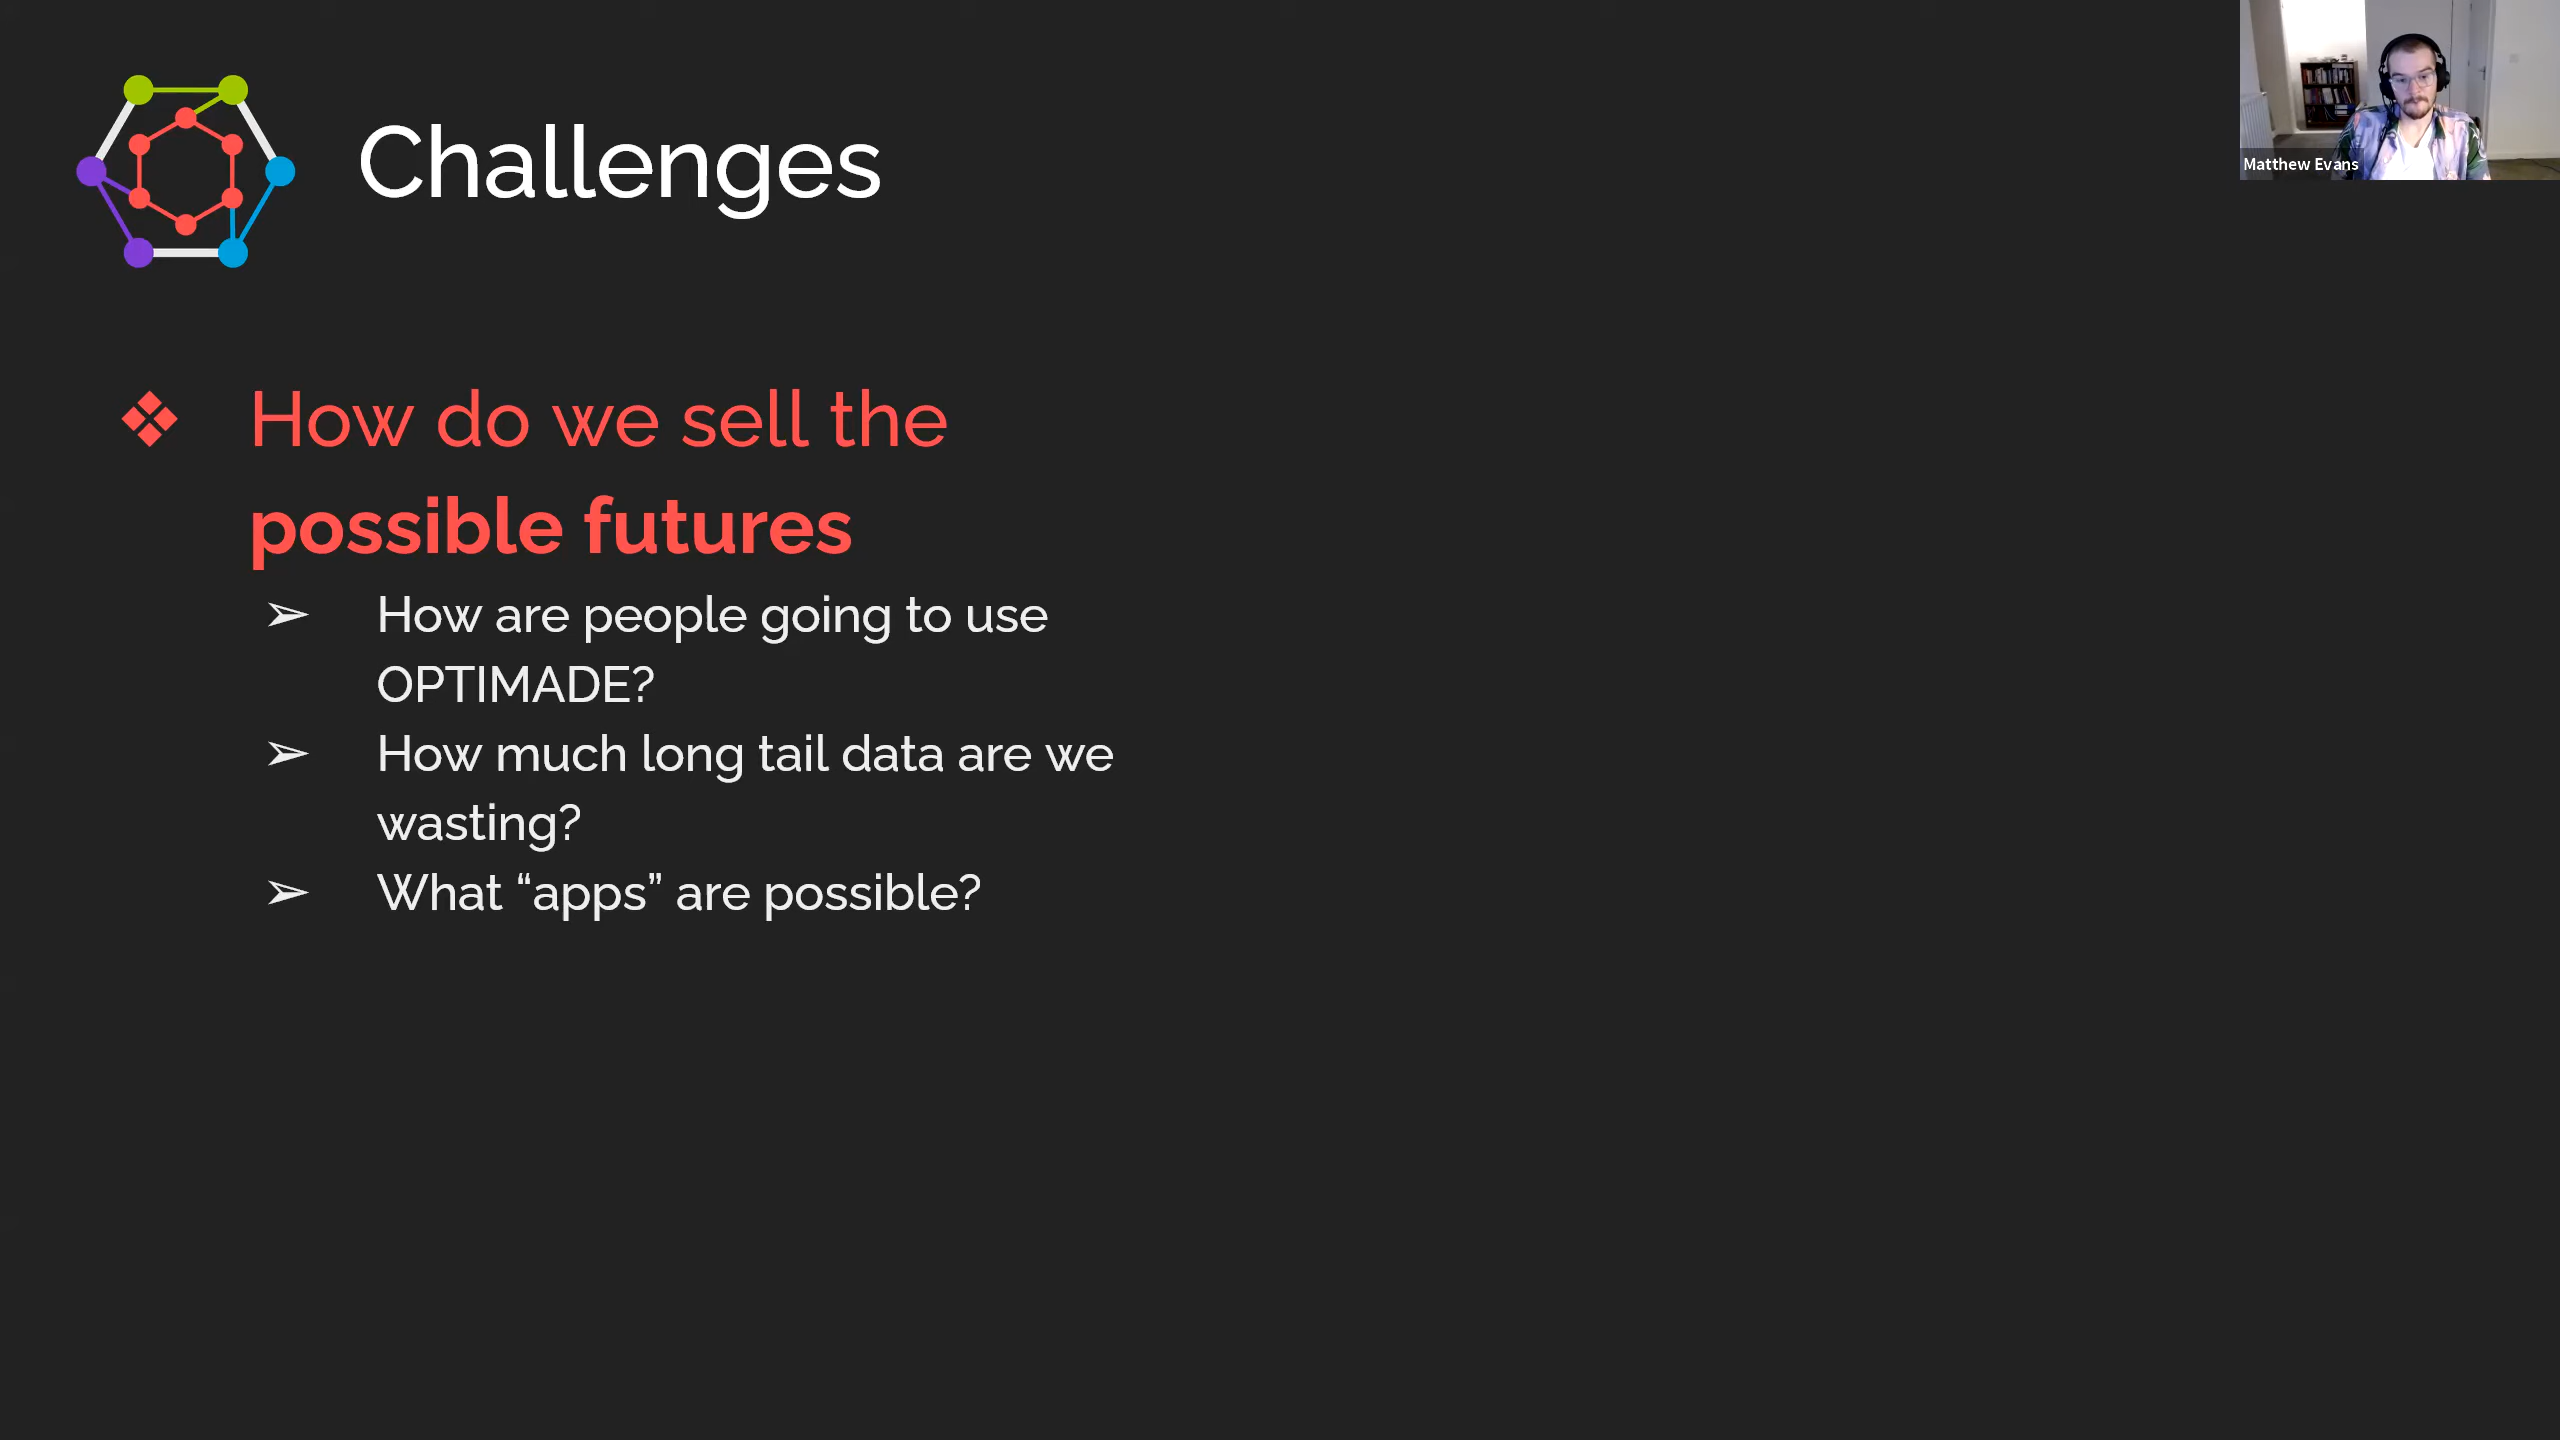 Challenges
Matthew Evans
❖ How do we sell the
possible futures
➢ How are people going to use
OPTIMADE?
➢ How much long tail data are we
wasting?
➢ What “apps” are possible?